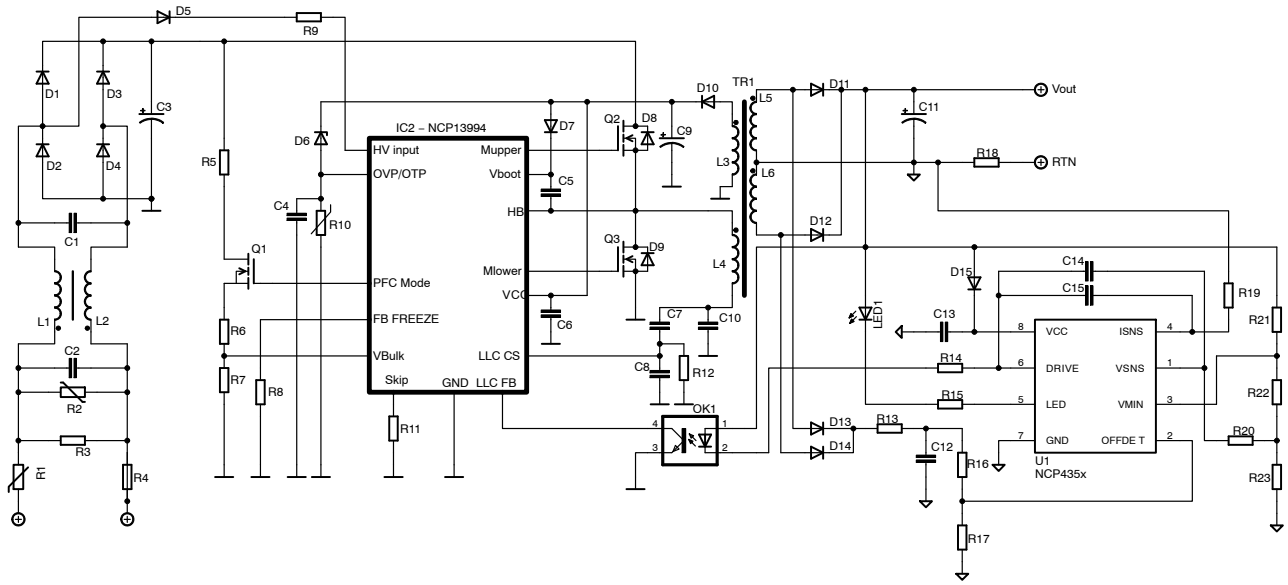 D5
R9
TR1
D1
D3
C3
D10
L5
D11
Vout
C11
D6
IC2 – NCP13994
D7
Q2
D8
C9
D2
D4
R5
HV input
Mupper
L3
R18
RTN
OVP/OTP
Vboot
C5
L6
C4
R10
HB
D12
C1
Q1
Q3
D9
L4
Mlower
D15
C14
C15
R19
PFC Mode
VCC
L1
L2
R6
FB FREEZE
C6
C7
C10
LED1
C13
8
VCC
ISNS
4
R21
C2
VBulk
LLC CS
R14
6
DRIVE
VSNS
1
R2
R7
R8
Skip
GND
LLC FB
C8
R12
R15
5
LED
VMIN
3
R22
R11
OK1
R3
4
1
3
2
D13
R13
D14
7
GND
OFFDE T
2
R20
C12
U1
NCP435x
R1
R4
R16
R23
R17